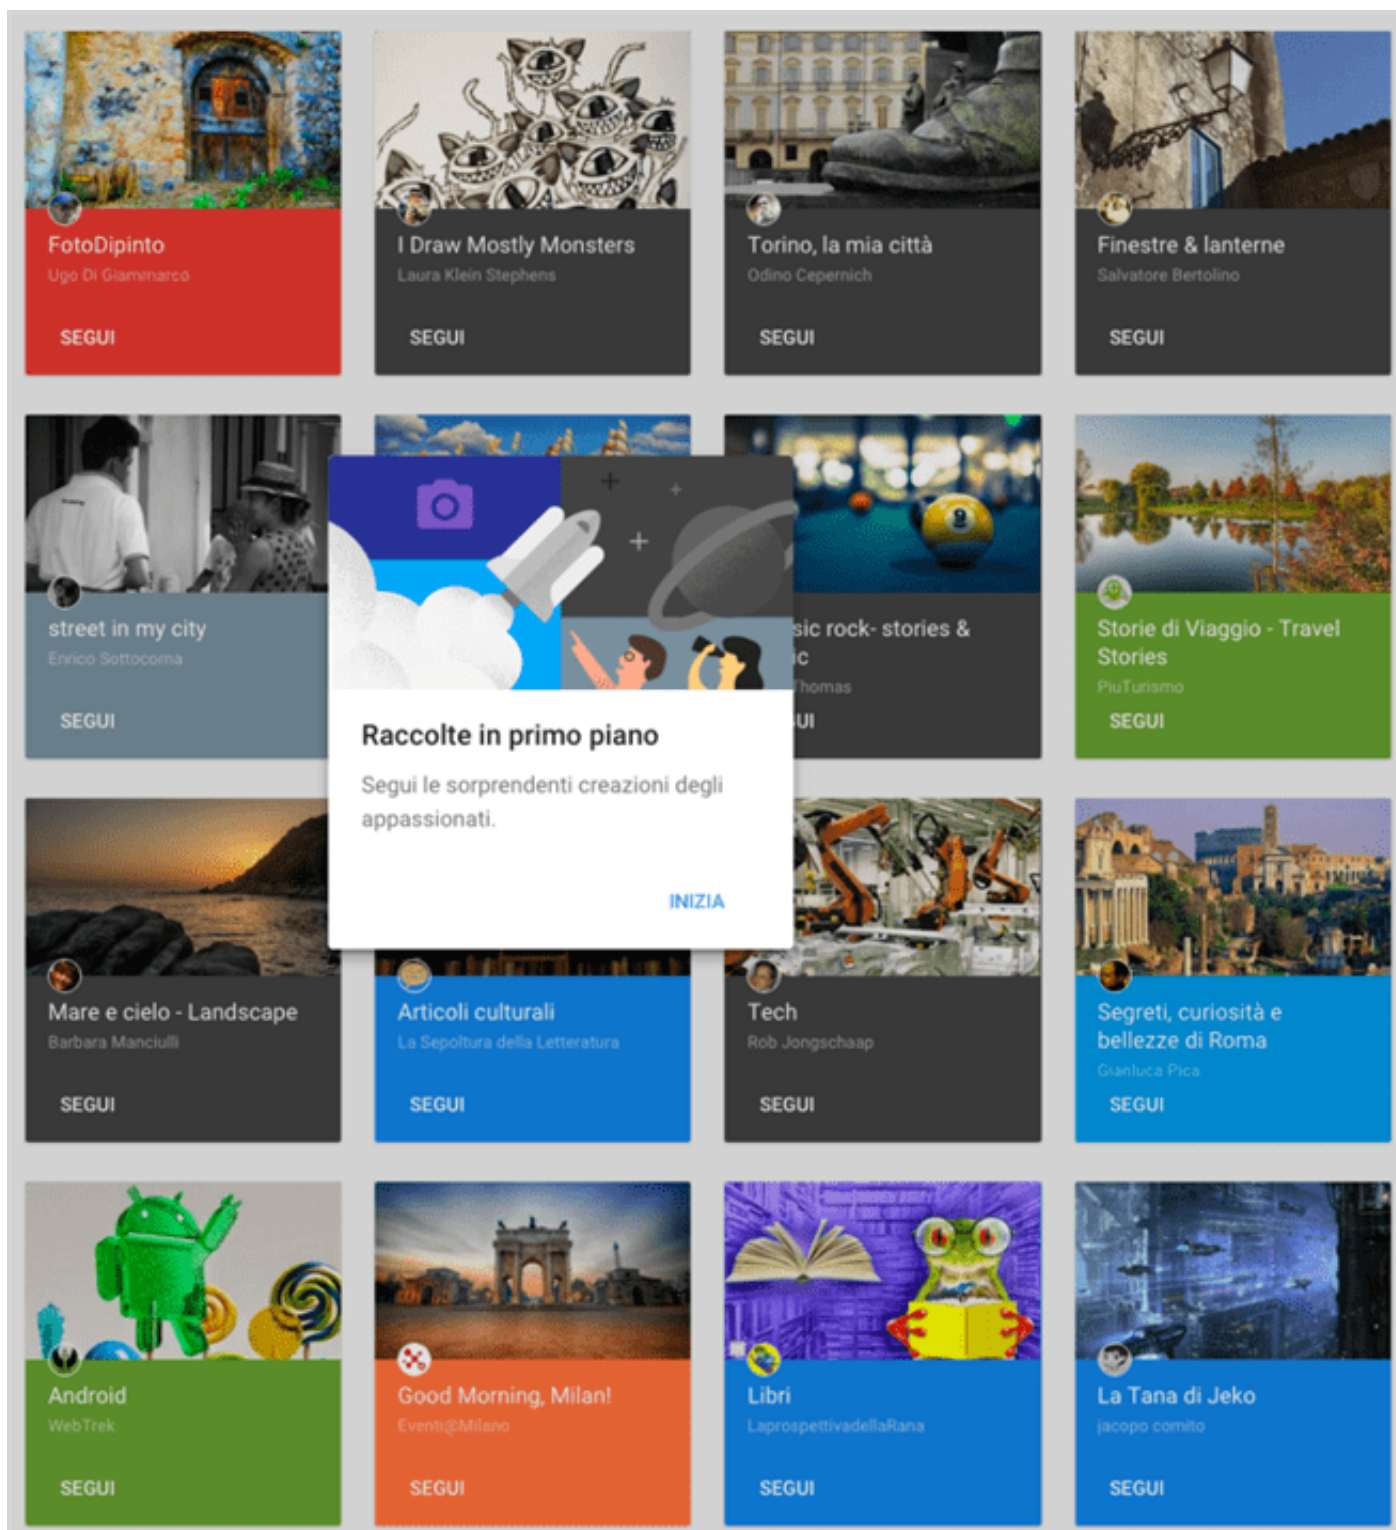 FotoDipinto
Ugo Di Giammarco
SEGUI
I Draw Mostly Monsters
Laura Klein Stephens
SEGUI
Torino, la mia città
Odino Cepernich
SEGUI
Finestre & lanterne
Salvatore Bertolino
SEGUI
street in my city
Enrico Sottocorna
SEGUI
Raccolte in primo piano
Segui le sorprendenti creazioni degli
appassionati.
INIZIA
9
sic rock- stories &
ic
Thomas
UI
Storie di Viaggio - Travel
Stories
PiuTurismo
SEGUI
Mare e cielo - Landscape
Barbara Manciulli
SEGUI
Articoli culturali
La Sepoltura della Letteratura
SEGUI
Tech
Rob Jongschaap
SEGUI
Segreti, curiosità e
bellezze di Roma
Gianluca Pica
SEGUI
Android
WebTrek
SEGUI
Good Morning, Milan!
Eventi@Milano
SEGUI
Libri
LaprospettivadellaRana
SEGUI
La Tana di Jeko
jacopo comito
SEGUI